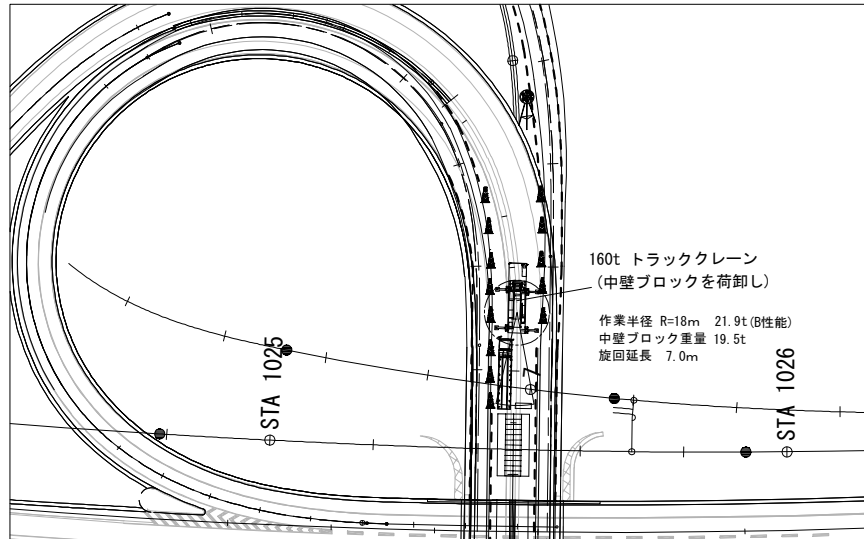 160t トラッククレーン
(中壁ブロックを荷卸し)
作業半径 R=18m 21.9t(B性能)
中壁ブロック重量 19.5t
旋回延長 7.0m
STA 1025
STA 1026